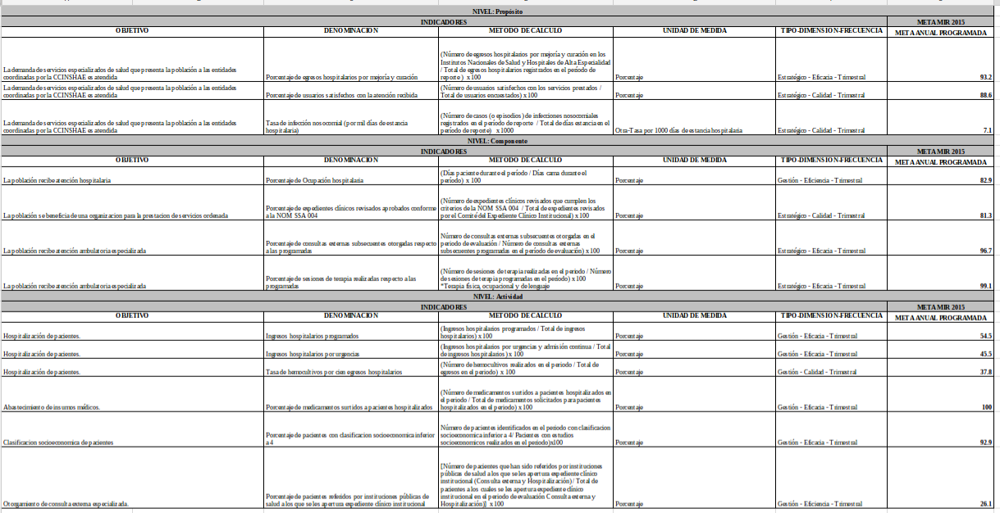 NIVEL: Propósito
INDICADORES META MIR 2015
OBJETIVO DENOMINACION METODO DE CALCULO UNIDAD DE MEDIDA TIPO-DIMENSION-FRECUENCIA META ANUAL PROGRAMADA
La demanda de servicios especializados de salud que presenta la población a las entidades
coordinadas por la CCINSHAE es atendida
Porcentaje de egresos hospitalarios por mejoría y curación
(Número de egresos hospitalarios por mejoría y curación en los
Institutos Nacionales de Salud y Hospitales de Alta Especialidad
/ Total de egresos hospitalarios registrados en el período de
reporte) x 100
Porcentaje
Estratégico - Eficacia - Trimestral
93.2
La demanda de servicios especializados de salud que presenta la población a las entidades
coordinadas por la CCINSHAE es atendida
Porcentaje de usuarios satisfechos con la atención recibida
(Número de usuarios satisfechos con los servicios prestados /
Total de usuarios encuestados) x 100
Porcentaje
Estratégico - Calidad - Trimestral
88.6
La demanda de servicios especializados de salud que presenta la población a las entidades
coordinadas por la CCINSHAE es atendida
Tasa de infección nosocomial (por mil días de estancia
hospitalaria)
(Número de casos (o episodios) de infecciones nosocomiales
registrados en el período de reporte / Total de días estancia en el
período de reporte) x 1000
Otra-Tasa por 1000 días de estancia hospitalaria
Estratégico - Calidad - Trimestral
7.1
NIVEL: Componente
INDICADORES META MIR 2015
OBJETIVO DENOMINACION METODO DE CALCULO UNIDAD DE MEDIDA TIPO-DIMENSION-FRECUENCIA META ANUAL PROGRAMADA
La población recibe atención hospitalaria
Porcentaje de Ocupación hospitalaria
(Días paciente durante el período / Días cama durante el
período) x 100
Porcentaje
Gestión - Eficiencia - Trimestral
82.9
La población se beneficia de una organizacion para la prestacion de servicios ordenada
Porcentaje de expedientes clínicos revisados aprobados conforme
a la NOM SSA 004
(Número de expedientes clínicos revisados que cumplen los
criterios de la NOM SSA 004 / Total de expedientes revisados
por el Comité del Expediente Clínico Institucional) x 100
Porcentaje
Estratégico - Calidad - Trimestral
81.3
La población recibe atención ambulatoria especializada
Porcentaje de consultas externas subsecuentes otorgadas respecto
a las programadas
Número de consultas externas subsecuentes otorgadas en el
periodo de evaluación / Número de consultas externas
subsecuentes programadas en el período de evaluación) x 100
Porcentaje
Estratégico - Eficacia - Trimestral
96.7
La población recibe atención ambulatoria especializada
Porcentaje de sesiones de terapia realizadas respecto a las
programadas
(Número de sesiones de terapia realizadas en el período / Número
de sesiones de terapia programadas en el período) x 100
*Terapia física, ocupacional y de lenguaje
Porcentaje
Estratégico - Eficacia - Trimestral
99.1
NIVEL: Actividad
INDICADORES META MIR 2015
OBJETIVO DENOMINACION METODO DE CALCULO UNIDAD DE MEDIDA TIPO-DIMENSION-FRECUENCIA META ANUAL PROGRAMADA
Hospitalización de pacientes.
Ingresos hospitalarios programados
(Ingresos hospitalarios programados / Total de ingresos
hospitalarios) x 100
Porcentaje
Gestión - Eficacia - Trimestral
54.5
Hospitalización de pacientes.
Ingresos hospitalarios por urgencias
(Ingresos hospitalarios por urgencias y admisión continua / Total
de ingresos hospitalarios) x 100
Porcentaje
Gestión - Eficacia - Trimestral
45.5
Hospitalización de pacientes.
Tasa de hemocultivos por cien egresos hospitalarios
(Número de hemocultivos realizados en el periodo / Total de
egresos en el periodo) x 100
Porcentaje
Gestión - Calidad - Trimestral
37.8
Abastecimiento de insumos médicos.
Porcentaje de medicamentos surtidos a pacientes hospitalizados
(Número de medicamentos surtidos a pacientes hospitalizados en
el periodo / Total de medicamentos solicitados para pacientes
hospitalizados en el periodo) x 100
Porcentaje
Gestión - Eficacia - Trimestral
100
Clasificacion socioeconomica de pacientes
Porcentaje de pacientes con clasificacion socioeconomica inferior
a 4
Número de pacientes identificados en el periodo con clasificacion
socioeconomica inferior a 4/ Pacientes con estudios
socioeconomicos realizados en el periodo)x100
Porcentaje
Gestión - Eficacia - Trimestral
92.9
Otorgamiento de consulta externa especializada.
Porcentaje de pacientes referidos por instituciones públicas de
salud a los que se les apertura expediente clínico institucional
[Número de pacientes que han sido referidos por instituciones
públicas de salud a los que se les apertura expediente clínico
institucional (Consulta externa y Hospitalización) / Total de
pacientes a los cuales se les apertura expediente clínico
institucional en el periodo de evaluación Consulta externa y
Hospitalización)] x 100
Porcentaje
Gestión - Eficiencia - Trimestral
26.1